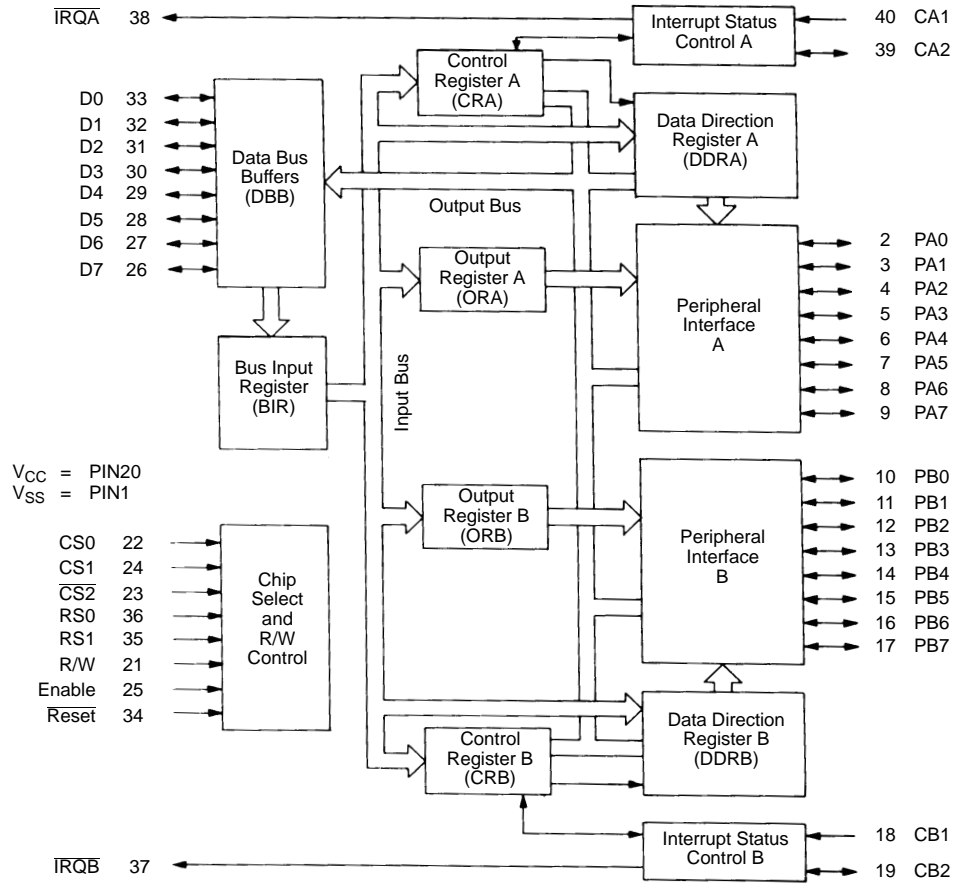 IRQA 38
Interrupt Status
Control A
40 CA1
39 CA2
Control
Register A
(CRA)
D0 33
D1 32
D2 31
D3 30
D4 29
D5 28
D6 27
D7 26
Data Bus
Buffers
(DBB)
Data Direction
Register A
(DDRA)
Output Bus
Output
Register A
(ORA)
Peripheral
Interface
A
2 PA0
3 PA1
4 PA2
5 PA3
6 PA4
7 PA5
8 PA6
9 PA7
Bus Input
Register
(BIR)
Input Bus
VCC = PIN20
VSS = PIN1
Output
Register B
(ORB)
Peripheral
Interface
B
10 PB0
11 PB1
12 PB2
13 PB3
14 PB4
15 PB5
16 PB6
17 PB7
CS0 22
CS1 24
CS2 23
RS0 36
RS1 35
R/W 21
Enable 25
Reset 34
Chip
Select
and
R/W
Control
Control
Register B
(CRB)
Data Direction
Register B
(DDRB)
Interrupt Status
Control B
18 CB1
19 CB2
IRQB 37